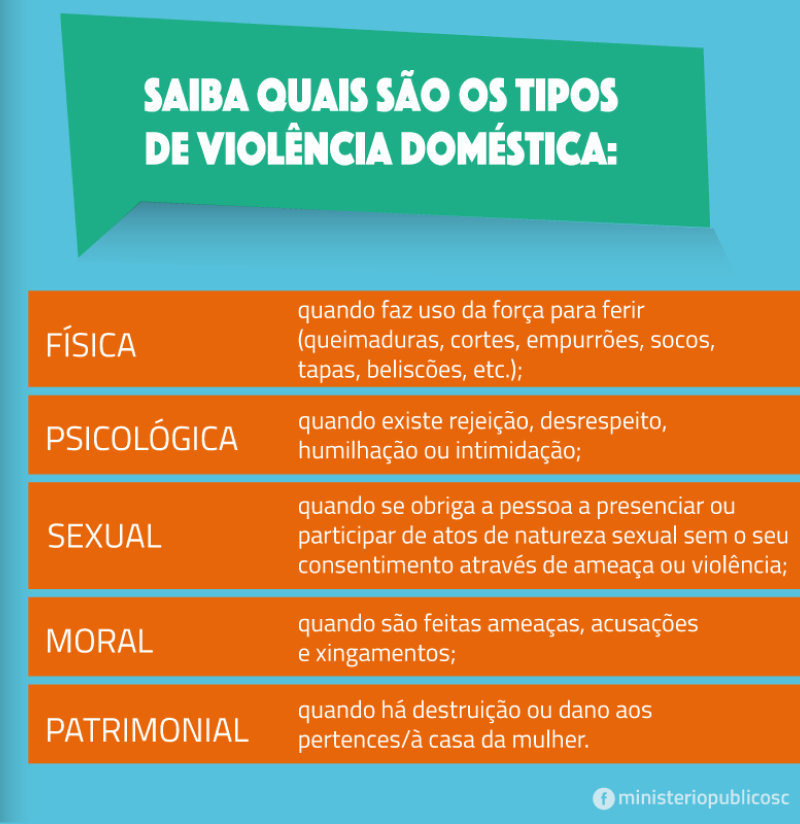 SAIBA QUAIS SÃO OS TIPOS
DE VIOLÊNCIA DOMÉSTICA:
FÍSICA
quando faz uso da força para ferir
(queimaduras, cortes, empurrões, socos,
tapas, beliscões, etc.);
PSICOLÓGICA
quando existe rejeição, desrespeito,
humilhação ou intimidação;
SEXUAL
quando se obriga a pessoa a presenciar ou
participar de atos de natureza sexual sem o seu
consentimento através de ameaça ou violência;
MORAL
quando são feitas ameaças, acusações
e xingamentos;
PATRIMONIAL
quando há destruição ou dano aos
pertences/à casa da mulher.
f ministeriopublicosc